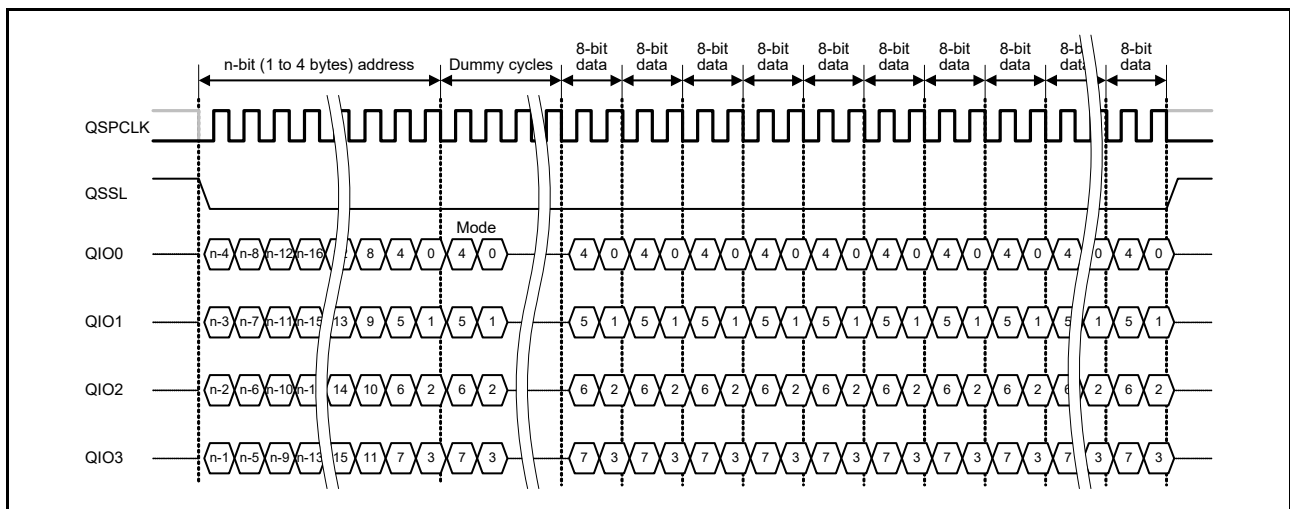 8-bit 8-bit 8-bit 8-bit 8-bit 8-bit 8-bit 8-bit 8-bit
n-bit (1 to 4 bytes) address Dummy cycles data data data data data data data data data data
QSPCLK
QSSL
Mode
QIO0 n-4 n-8 n-12 n-16 8 4 0 4 0 4 0 4 0 4 0 4 0 4 0 4 0 4 0 4 0 4 0 4 0
QIO1 n-3 n-7 n-11 n-15 13 9 5 1 5 1 5 1 5 1 5 1 5 1 5 1 5 1 5 1 5 1 5 1 5 1
QIO2 n-2 n-6 n-10 14 10 6 2 6 2 6 2 6 2 6 2 6 2 6 2 6 2 6 2 6 2 6 2 6 2
QIO3 n-1 n-5 n-9 n-13 15 11 7 3 7 3 7 3 7 3 7 3 7 3 7 3 7 3 7 3 7 3 7 3 7 3